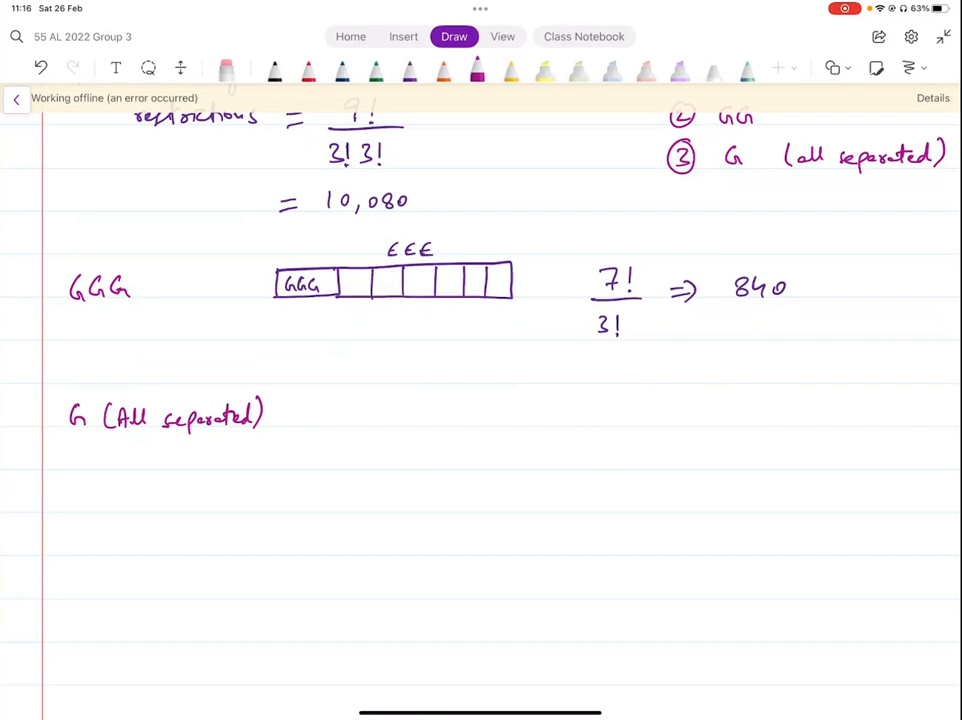 11:16 Sat 26 Feb
63%
55 AL 2022 Group 3
Home Insert Draw View Class Notebook
Working offline (an error occurred) Details
restrictions = 9! / 3! 3!
② GG
③ G (all separated)
= 10,080
EEE
GGG GGG 7! / 3! ⇒ 840
G (All separated)